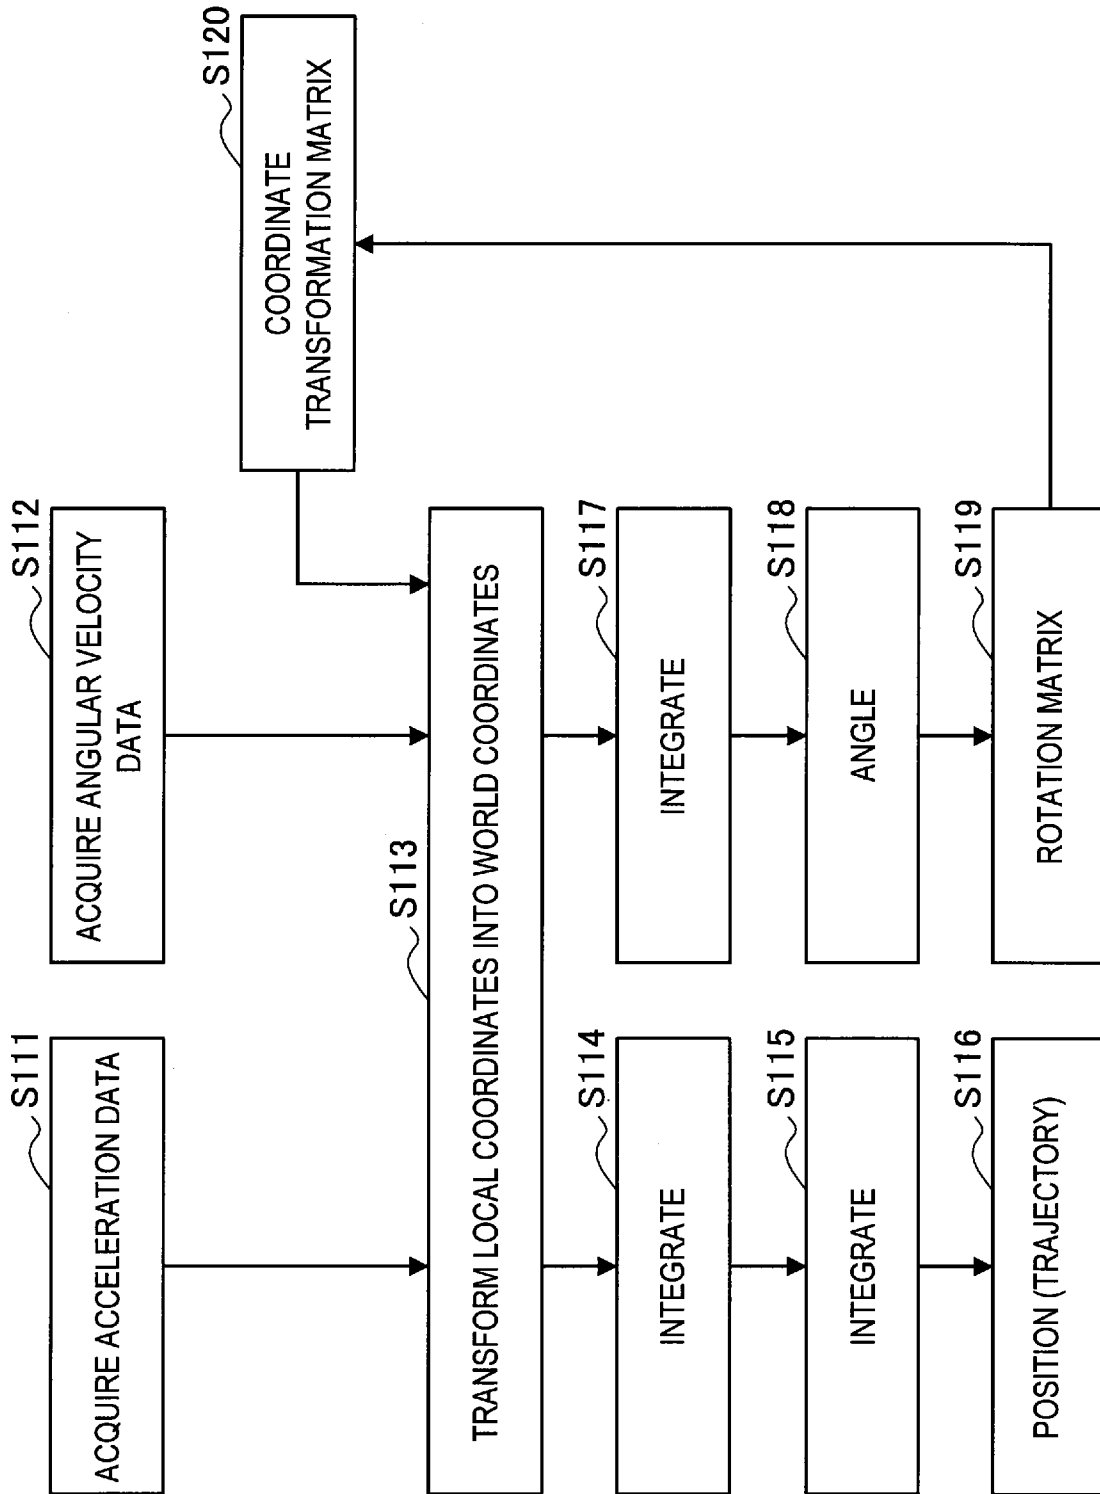 S111
ACQUIRE ACCELERATION DATA
S112
ACQUIRE ANGULAR VELOCITY
DATA
S120
COORDINATE
TRANSFORMATION MATRIX
S113
TRANSFORM LOCAL COORDINATES INTO WORLD COORDINATES
S114
INTEGRATE
S117
INTEGRATE
S115
INTEGRATE
S118
ANGLE
S116
POSITION (TRAJECTORY)
S119
ROTATION MATRIX